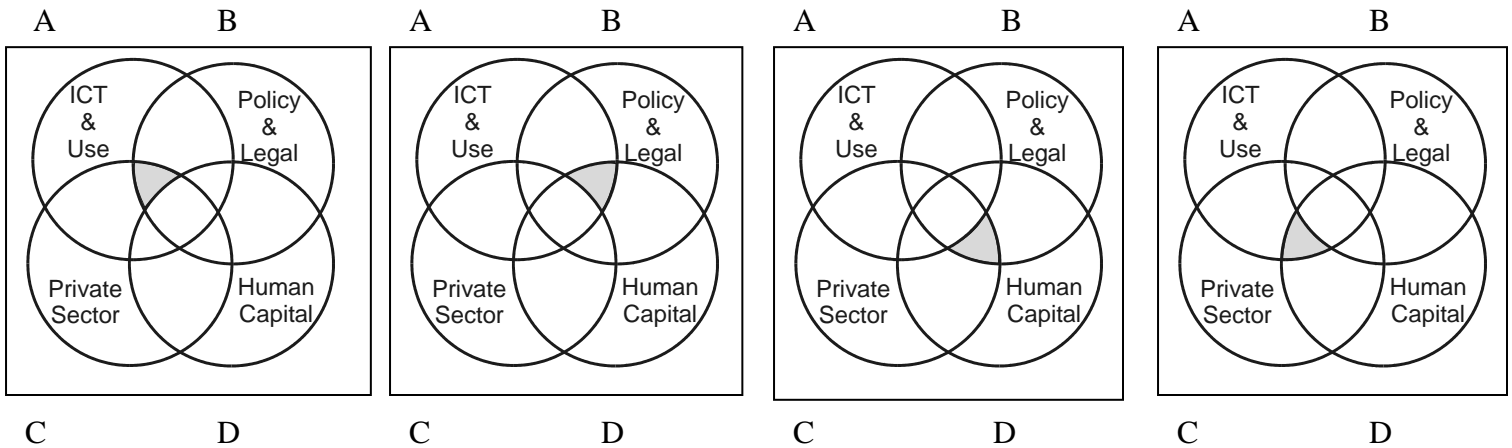 A B A B A B A B
ICT
&
Use
Policy
&
Legal
Private
Sector
Human
Capital
ICT
&
Use
Policy
&
Legal
Private
Sector
Human
Capital
ICT
&
Use
Policy
&
Legal
Private
Sector
Human
Capital
ICT
&
Use
Policy
&
Legal
Private
Sector
Human
Capital
C D C D C D C D